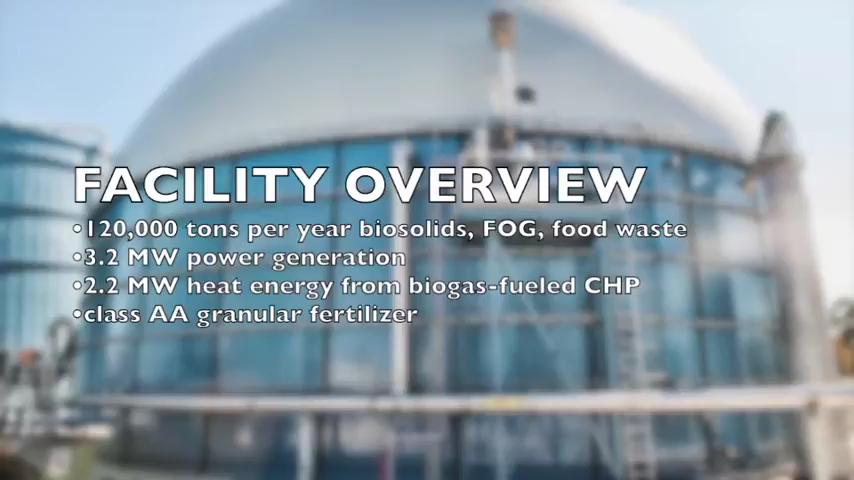 FACILITY OVERVIEW
•120,000 tons per year biosolids, FOG, food waste
•3.2 MW power generation
•2.2 MW heat energy from biogas-fueled CHP
•class AA granular fertilizer